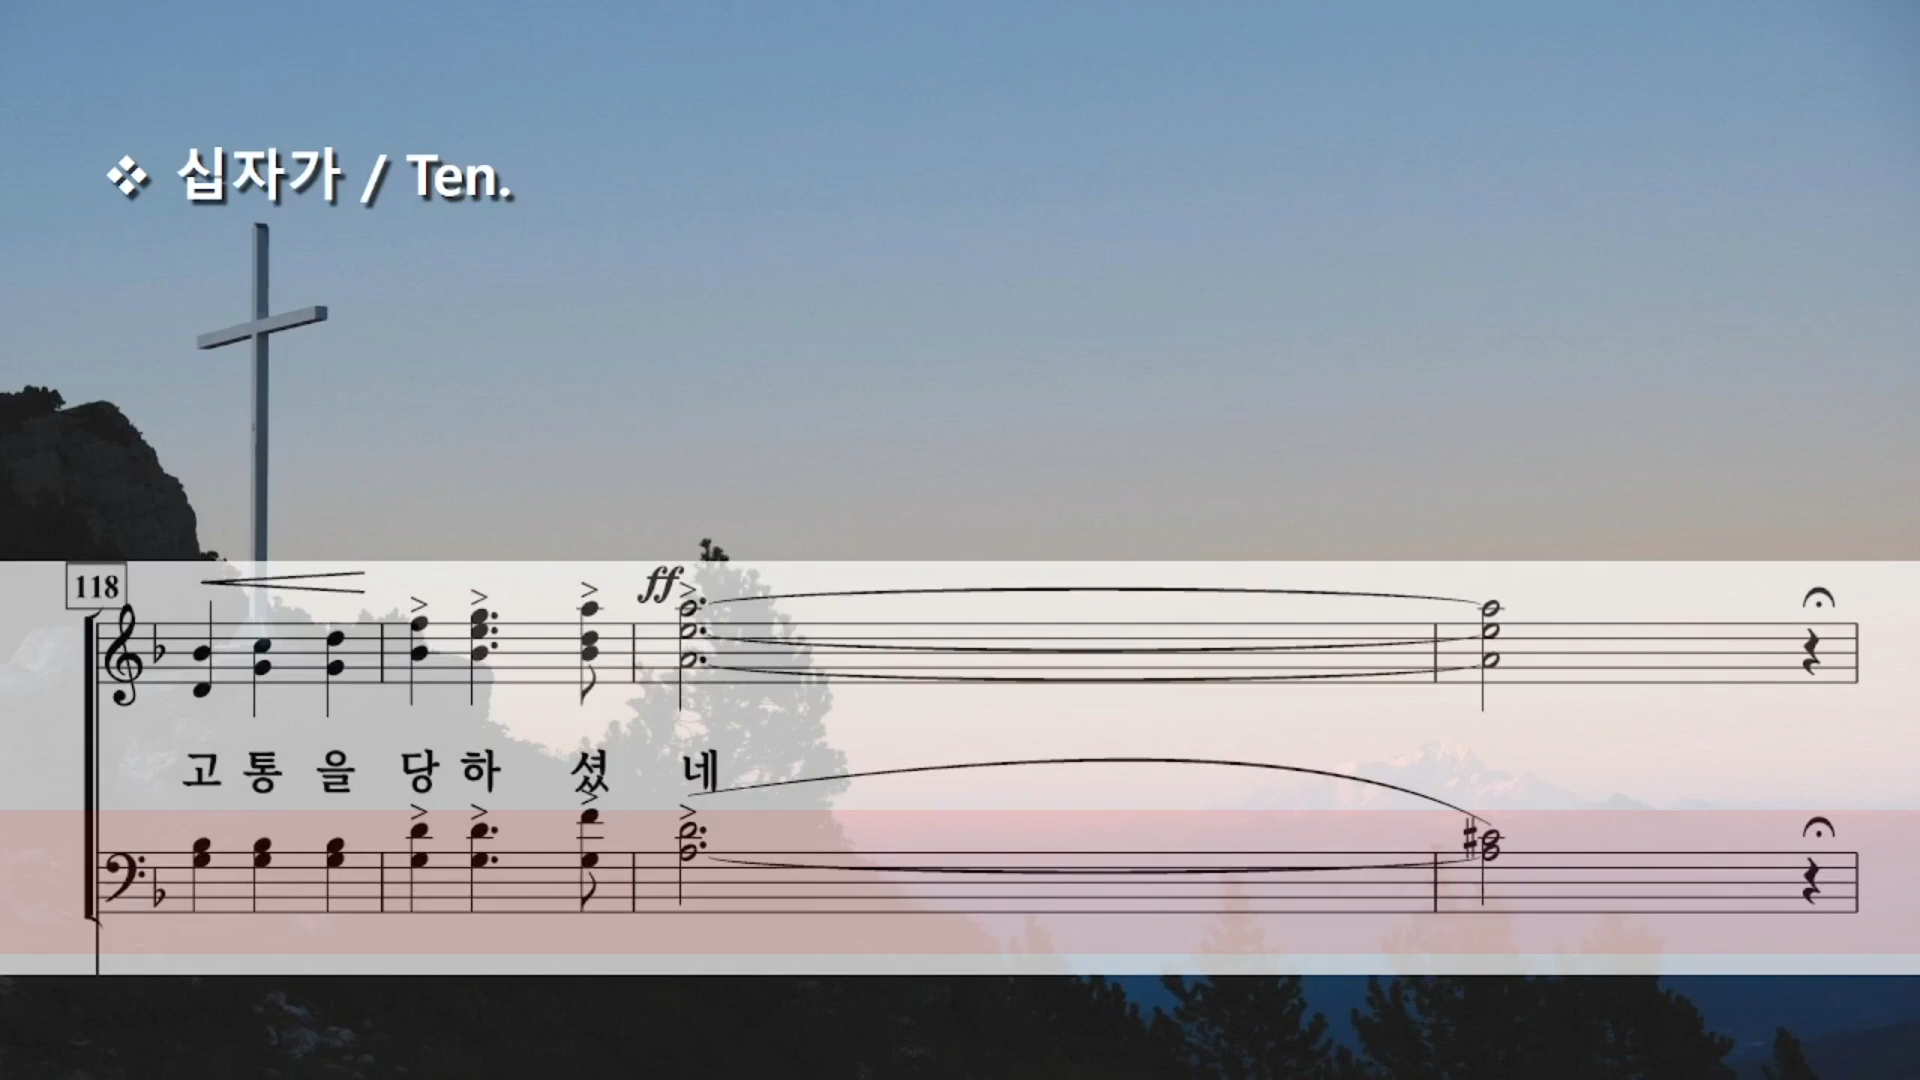 ❖ 십자가 / Ten.
118
ff
고 통 을 당 하 셨 네